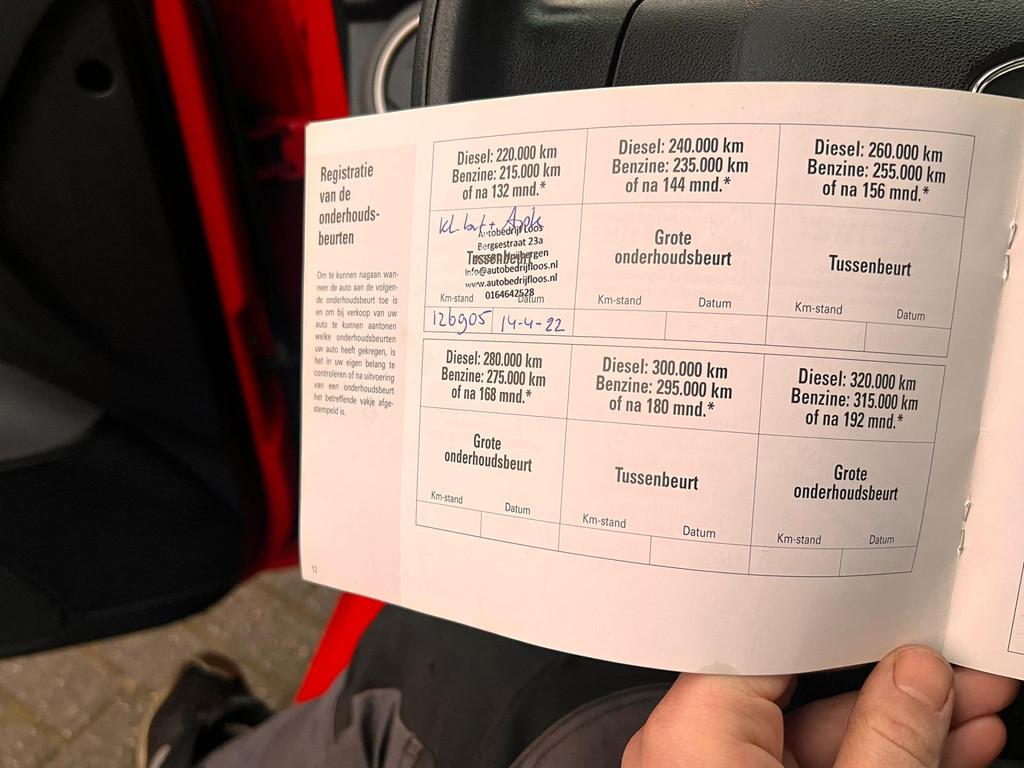 Registratie
van de
onderhouds-
beurten
Om te kunnen nagaan wan-
neer de auto aan de volgen-
de onderhoudsbeurt toe is
en om bij verkoop van uw
auto te kunnen aantonen
welke onderhoudsbeurten
uw auto heeft gekregen, is
het in uw eigen belang te
controleren of na uitvoering
van een onderhoudsbeurt
het betreffende vakje afge-
stempeld is.
12
Diesel: 220.000 km
Benzine: 215.000 km
of na 132 mnd.*
Kl. + Apk
Autobedrijf Loos
Bergsestraat 23a
Tussenbeurt
info@autobedrijfloos.nl
www.autobedrijfloos.nl
0164642528
Km-stand Datum
126905 14-4-22
Diesel: 240.000 km
Benzine: 235.000 km
of na 144 mnd.*
Grote
onderhoudsbeurt
Km-stand Datum
Diesel: 260.000 km
Benzine: 255.000 km
of na 156 mnd.*
Tussenbeurt
Km-stand Datum
Diesel: 280.000 km
Benzine: 275.000 km
of na 168 mnd.*
Grote
onderhoudsbeurt
Km-stand Datum
Diesel: 300.000 km
Benzine: 295.000 km
of na 180 mnd.*
Tussenbeurt
Km-stand Datum
Diesel: 320.000 km
Benzine: 315.000 km
of na 192 mnd.*
Grote
onderhoudsbeurt
Km-stand Datum